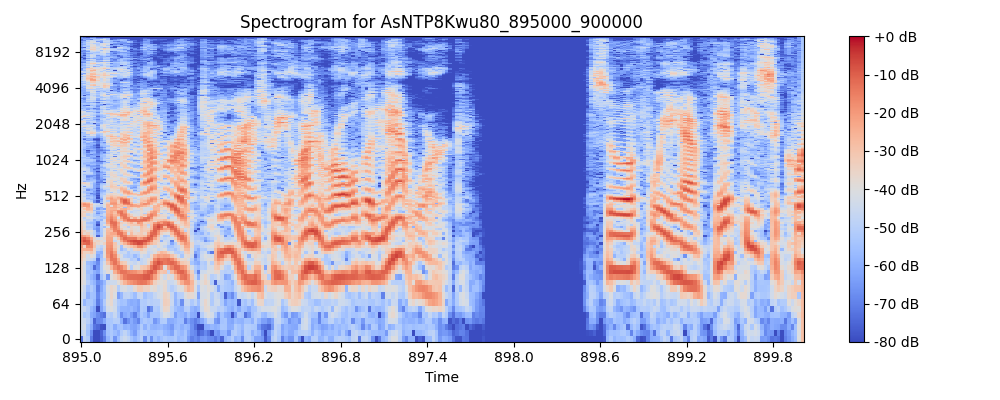 Spectrogram for AsNTP8Kwu80_895000_900000
Hz
8192
4096
2048
1024
512
256
128
64
0
895.0 895.6 896.2 896.8 897.4 898.0 898.6 899.2 899.8
Time
+0 dB
-10 dB
-20 dB
-30 dB
-40 dB
-50 dB
-60 dB
-70 dB
-80 dB